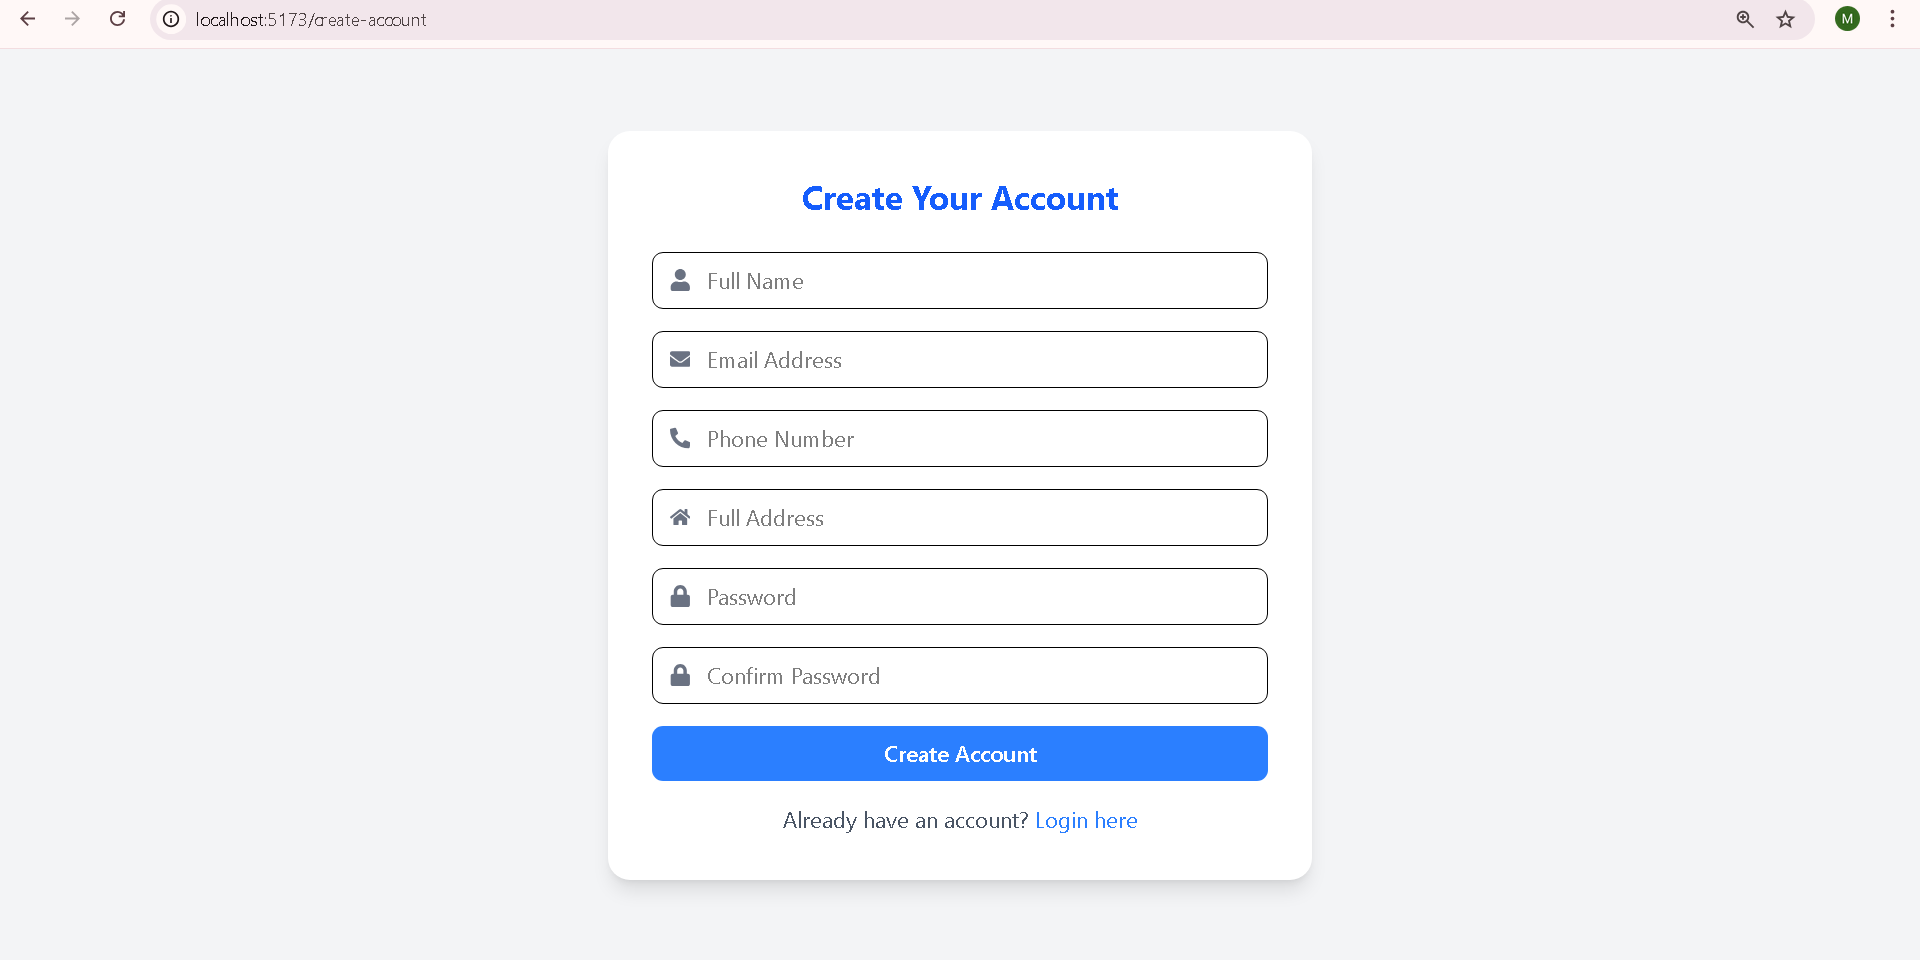 localhost:5173/create-account
M
Create Your Account
Full Name
Email Address
Phone Number
Full Address
Password
Confirm Password
Create Account
Already have an account? Login here